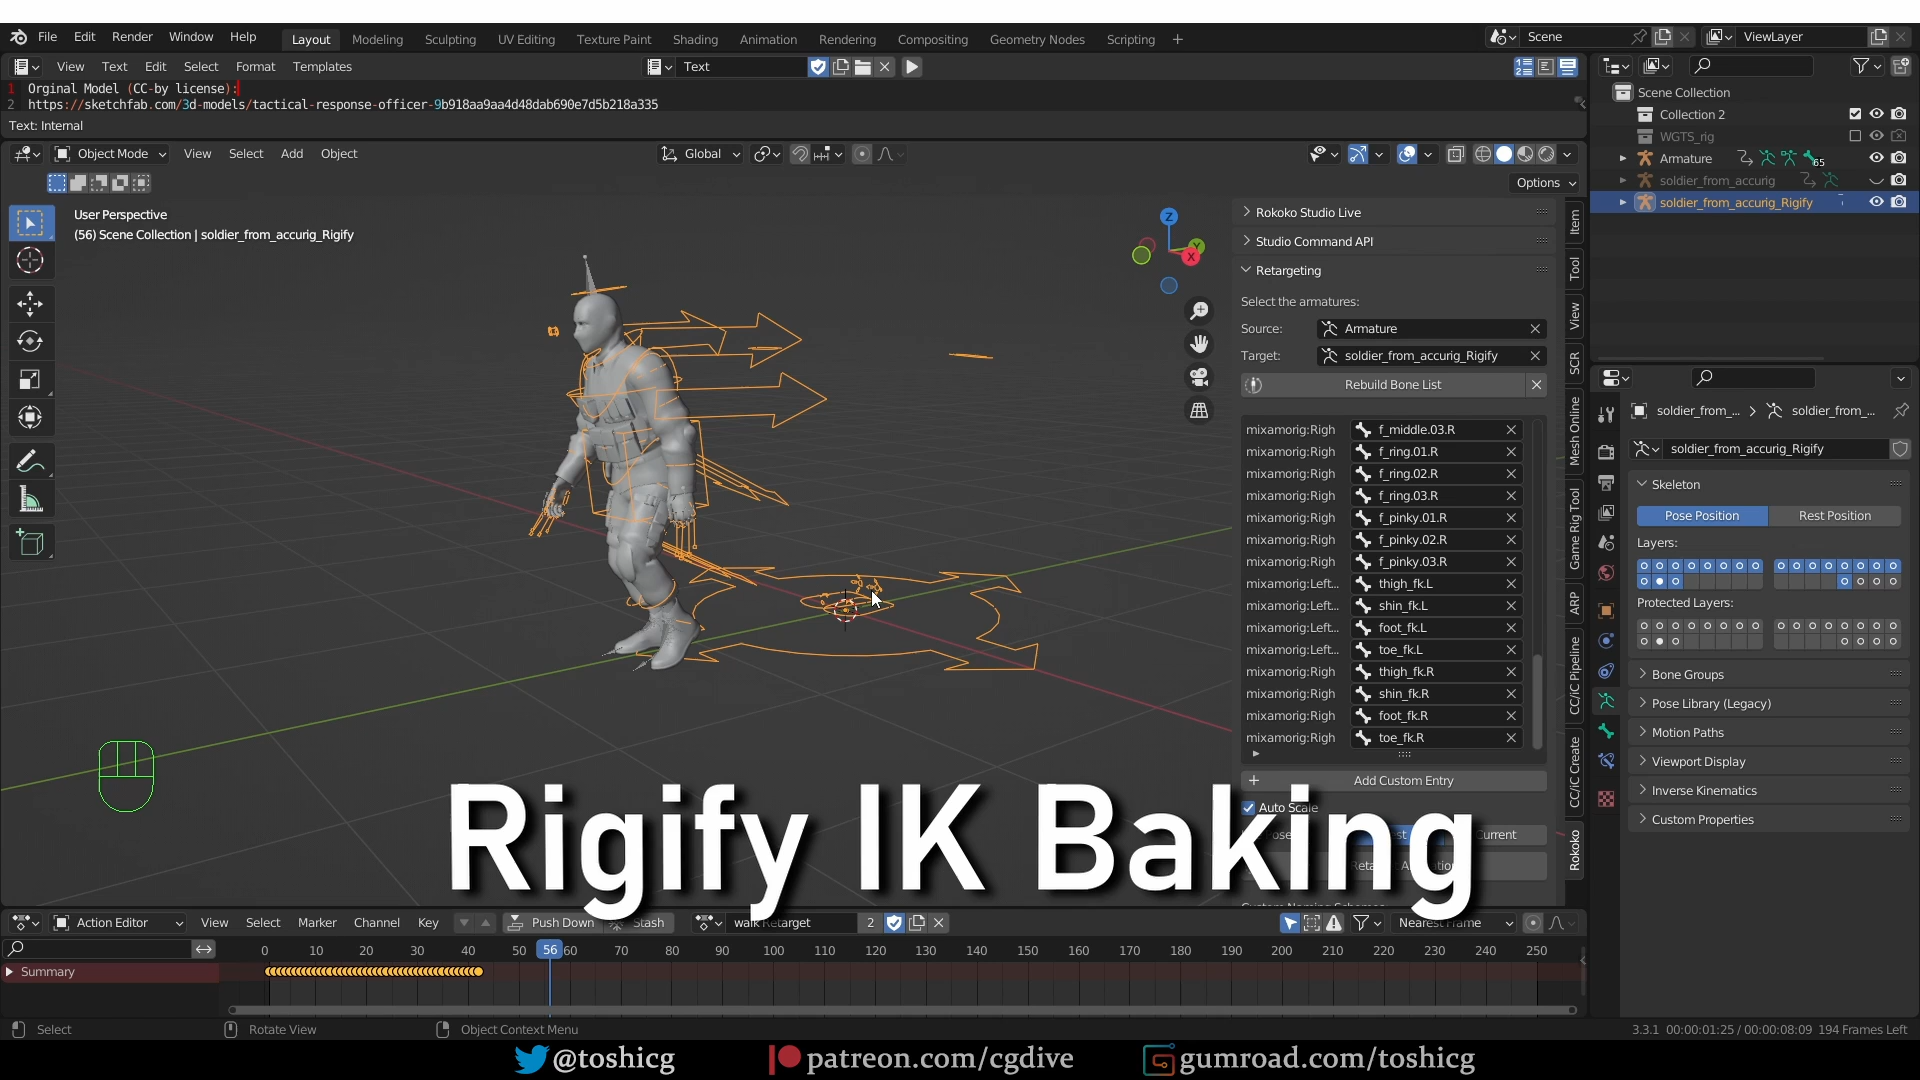 File Edit Render Window Help Layout Modeling Sculpting UV Editing Texture Paint Shading Animation Rendering Compositing Geometry Nodes Scripting + Scene ViewLayer
View Text Edit Select Format Templates Text
1 Orginal Model (CC-by license):
2 https://sketchfab.com/3d-models/tactical-response-officer-9b918aa9aa4d48dab690e7d5b218a335
Text: Internal
Object Mode View Select Add Object Global
Options
User Perspective
(56) Scene Collection | soldier_from_accurig_Rigify
Z
Y
X
Rokoko Studio Live
Studio Command API
Retargeting
Select the armatures:
Source: Armature
Target: soldier_from_accurig_Rigify
Rebuild Bone List
mixamorig:Righ f_middle.03.R
mixamorig:Righ f_ring.01.R
mixamorig:Righ f_ring.02.R
mixamorig:Righ f_ring.03.R
mixamorig:Righ f_pinky.01.R
mixamorig:Righ f_pinky.02.R
mixamorig:Righ f_pinky.03.R
mixamorig:Left... thigh_fk.L
mixamorig:Left... shin_fk.L
mixamorig:Left... foot_fk.L
mixamorig:Left... toe_fk.L
mixamorig:Righ thigh_fk.R
mixamorig:Righ shin_fk.R
mixamorig:Righ foot_fk.R
mixamorig:Righ toe_fk.R
Add Custom Entry
Auto Scale
Current
Item
Tool
View
SCR
Mesh Online
Game Rig Tool
ARP
CC/iC Pipeline
CC/iC Create
Rokoko
Scene Collection
Collection 2
WGTS_rig
Armature 65
soldier_from_accurig
soldier_from_accurig_Rigify
soldier_from_... soldier_from_...
soldier_from_accurig_Rigify
Skeleton
Pose Position Rest Position
Layers:
Protected Layers:
Bone Groups
Pose Library (Legacy)
Motion Paths
Viewport Display
Inverse Kinematics
Custom Properties
Rigify IK Baking
Action Editor View Select Marker Channel Key Push Down Stash walk Retarget 2 Nearest Frame
0 10 20 30 40 50 56 60 70 80 90 100 110 120 130 140 150 160 170 180 190 200 210 220 230 240 250
Summary
Select Rotate View Object Context Menu 3.3.1 00:00:01:25 / 00:00:08:09 194 Frames Left
@toshicg patreon.com/cgdive gumroad.com/toshicg